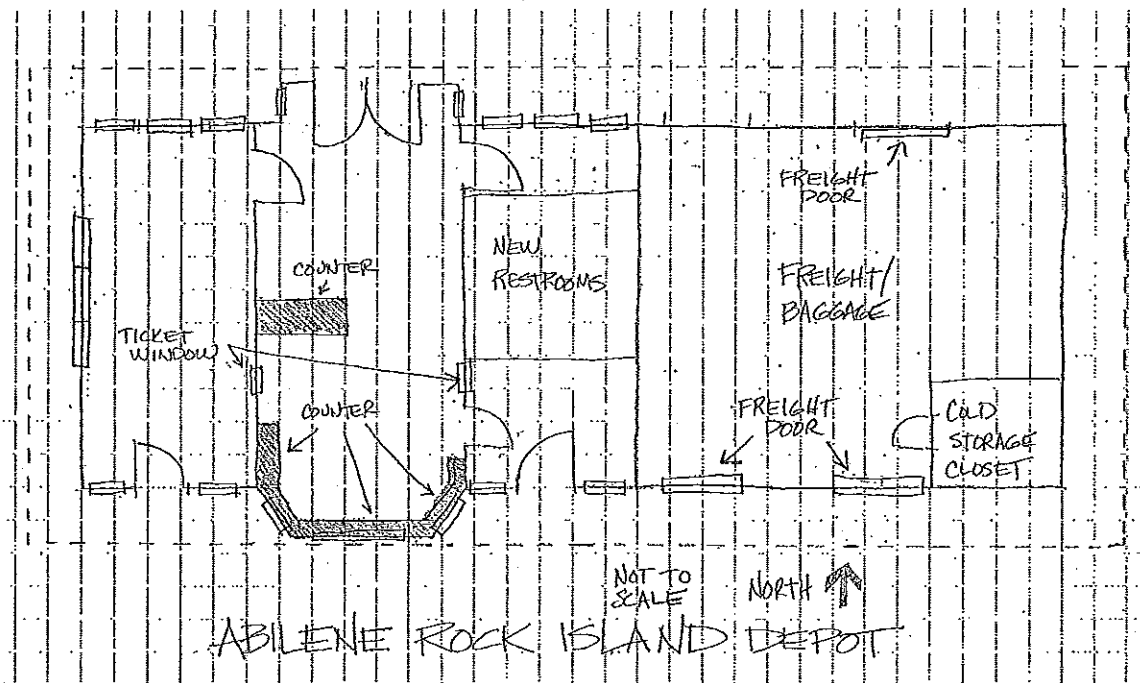 FREIGHT
DOOR
NEW
RESTROOMS
COUNTER
FREIGHT/
BAGGAGE
TICKET
WINDOW
COUNTER
FREIGHT
DOOR
COLD
STORAGE
CLOSET
NOT TO
SCALE
NORTH
ABILENE ROCK ISLAND DEPOT